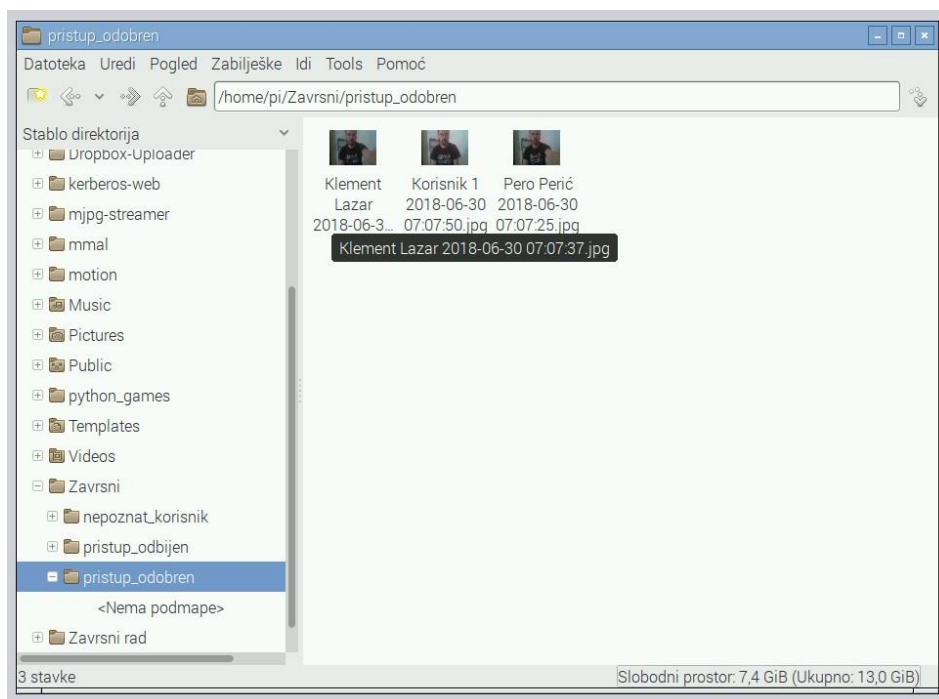 pristup_odobren
Datoteka Uredi Pogled Zabilješke Idi Tools Pomoć
/home/pi/Zavrsni/pristup_odobren
Stablo direktorija
Dropbox-Uploader
kerberos-web
mjpg-streamer
mmal
motion
Music
Pictures
Public
python_games
Templates
Videos
Zavrsni
nepoznat_korisnik
pristup_odbijen
pristup_odobren
<Nema podmape>
Zavrsni rad
Klement
Lazar
2018-06-3...
Korisnik 1
2018-06-30
07:07:50.jpg
Pero Perić
2018-06-30
07:07:25.jpg
Klement Lazar 2018-06-30 07:07:37.jpg
3 stavke
Slobodni prostor: 7,4 GiB (Ukupno: 13,0 GiB)